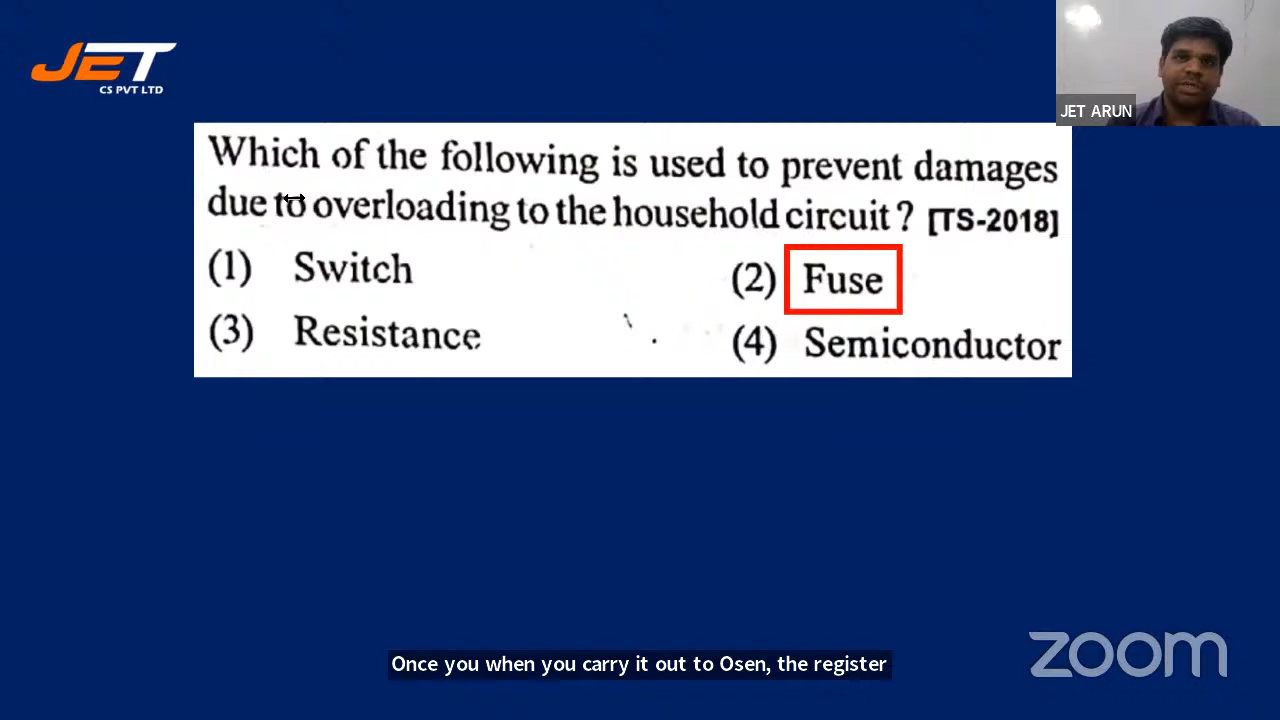 JET
CS PVT LTD
JET ARUN
Which of the following is used to prevent damages
due to overloading to the household circuit ? [TS-2018]
(1) Switch (2) Fuse
(3) Resistance (4) Semiconductor
Once you when you carry it out to Osen, the register
zoom